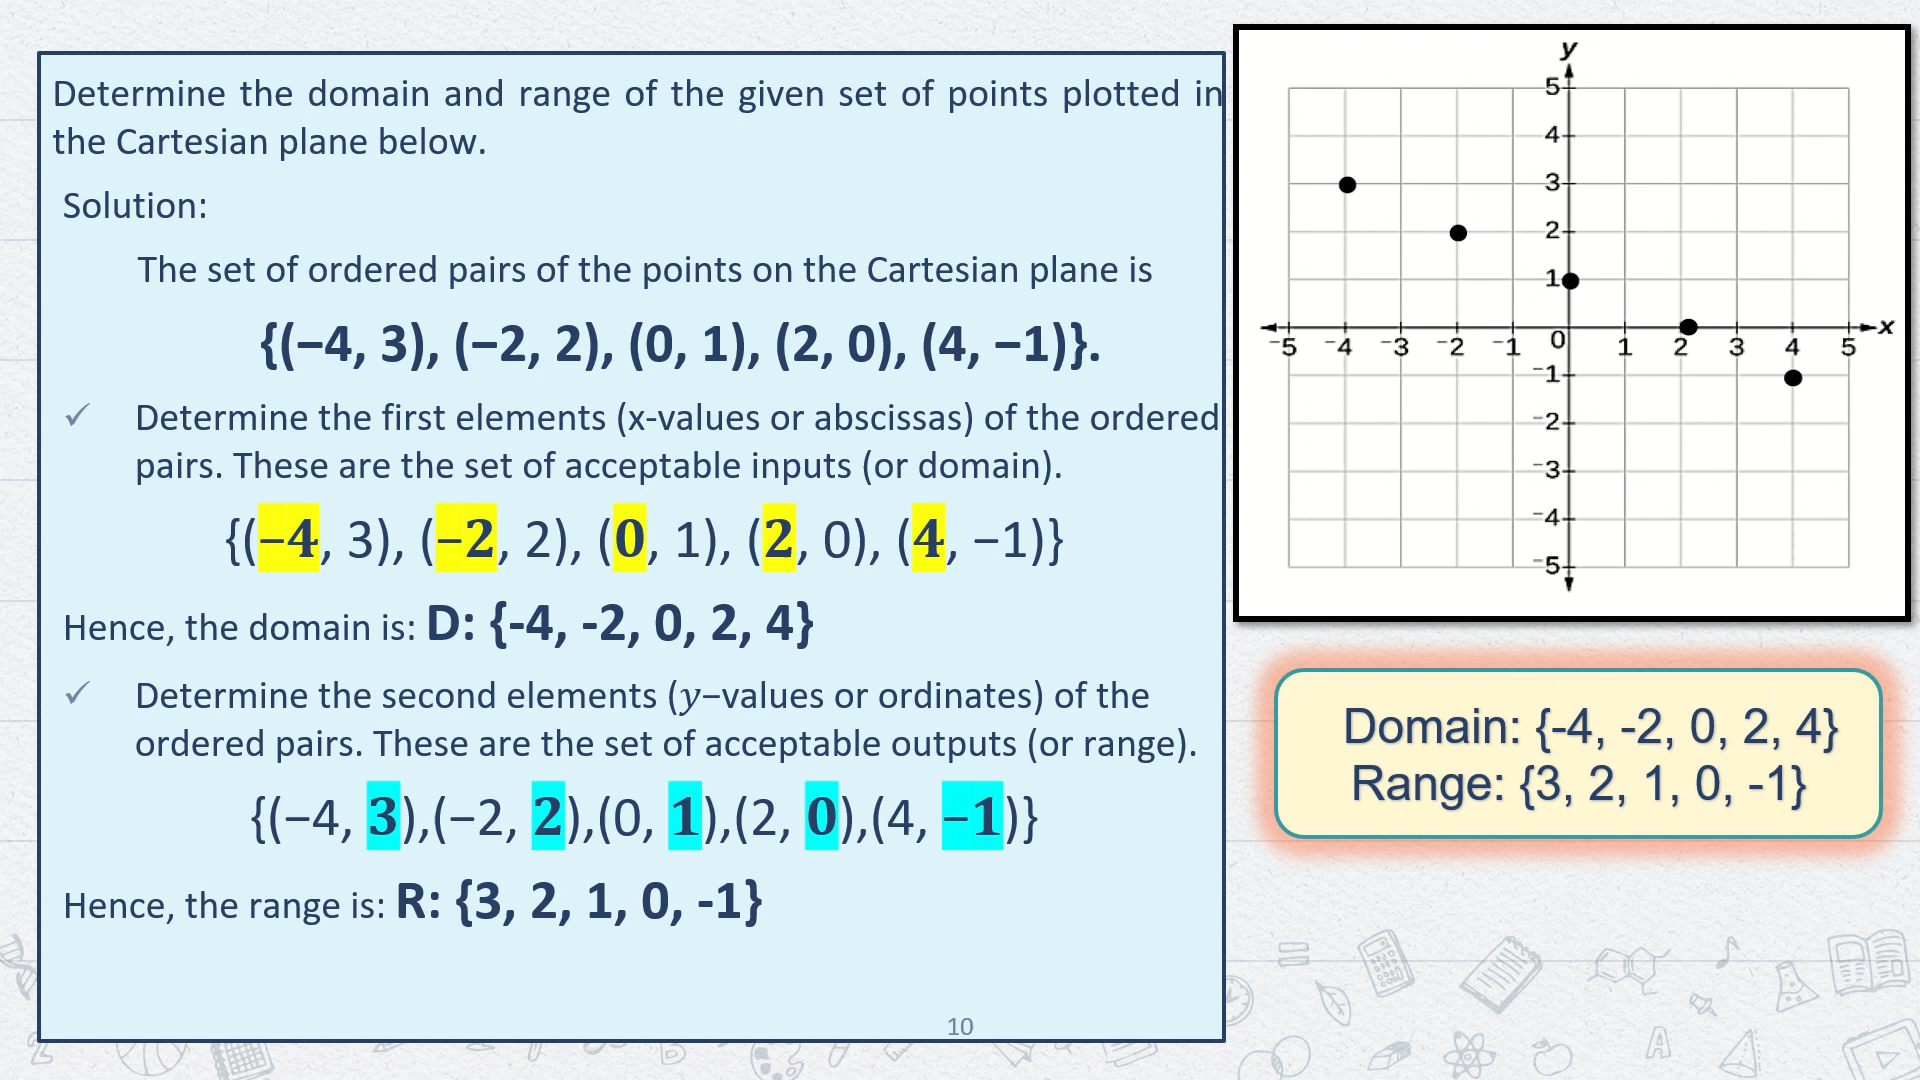 Determine the domain and range of the given set of points plotted in
the Cartesian plane below.
Solution:
The set of ordered pairs of the points on the Cartesian plane is
{(−4, 3), (−2, 2), (0, 1), (2, 0), (4, −1)}.
✓ Determine the first elements (x-values or abscissas) of the ordered
pairs. These are the set of acceptable inputs (or domain).
{(−4, 3), (−2, 2), (0, 1), (2, 0), (4, −1)}
Hence, the domain is: D: {-4, -2, 0, 2, 4}
✓ Determine the second elements (y−values or ordinates) of the
ordered pairs. These are the set of acceptable outputs (or range).
{(−4, 3),(−2, 2),(0, 1),(2, 0),(4, −1)}
Hence, the range is: R: {3, 2, 1, 0, -1}
10
y
5
4
3
2
1
x
−5 −4 −3 −2 −1 0 1 2 3 4 5
−1
−2
−3
−4
−5
Domain: {-4, -2, 0, 2, 4}
Range: {3, 2, 1, 0, -1}